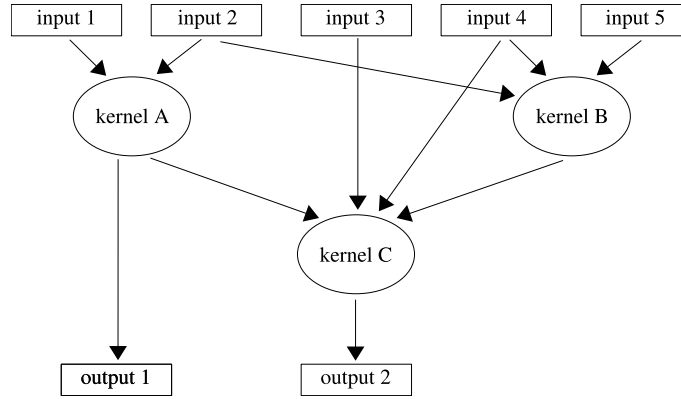 input 1
input 2
input 3
input 4
input 5
kernel A
kernel B
kernel C
output 1
output 2